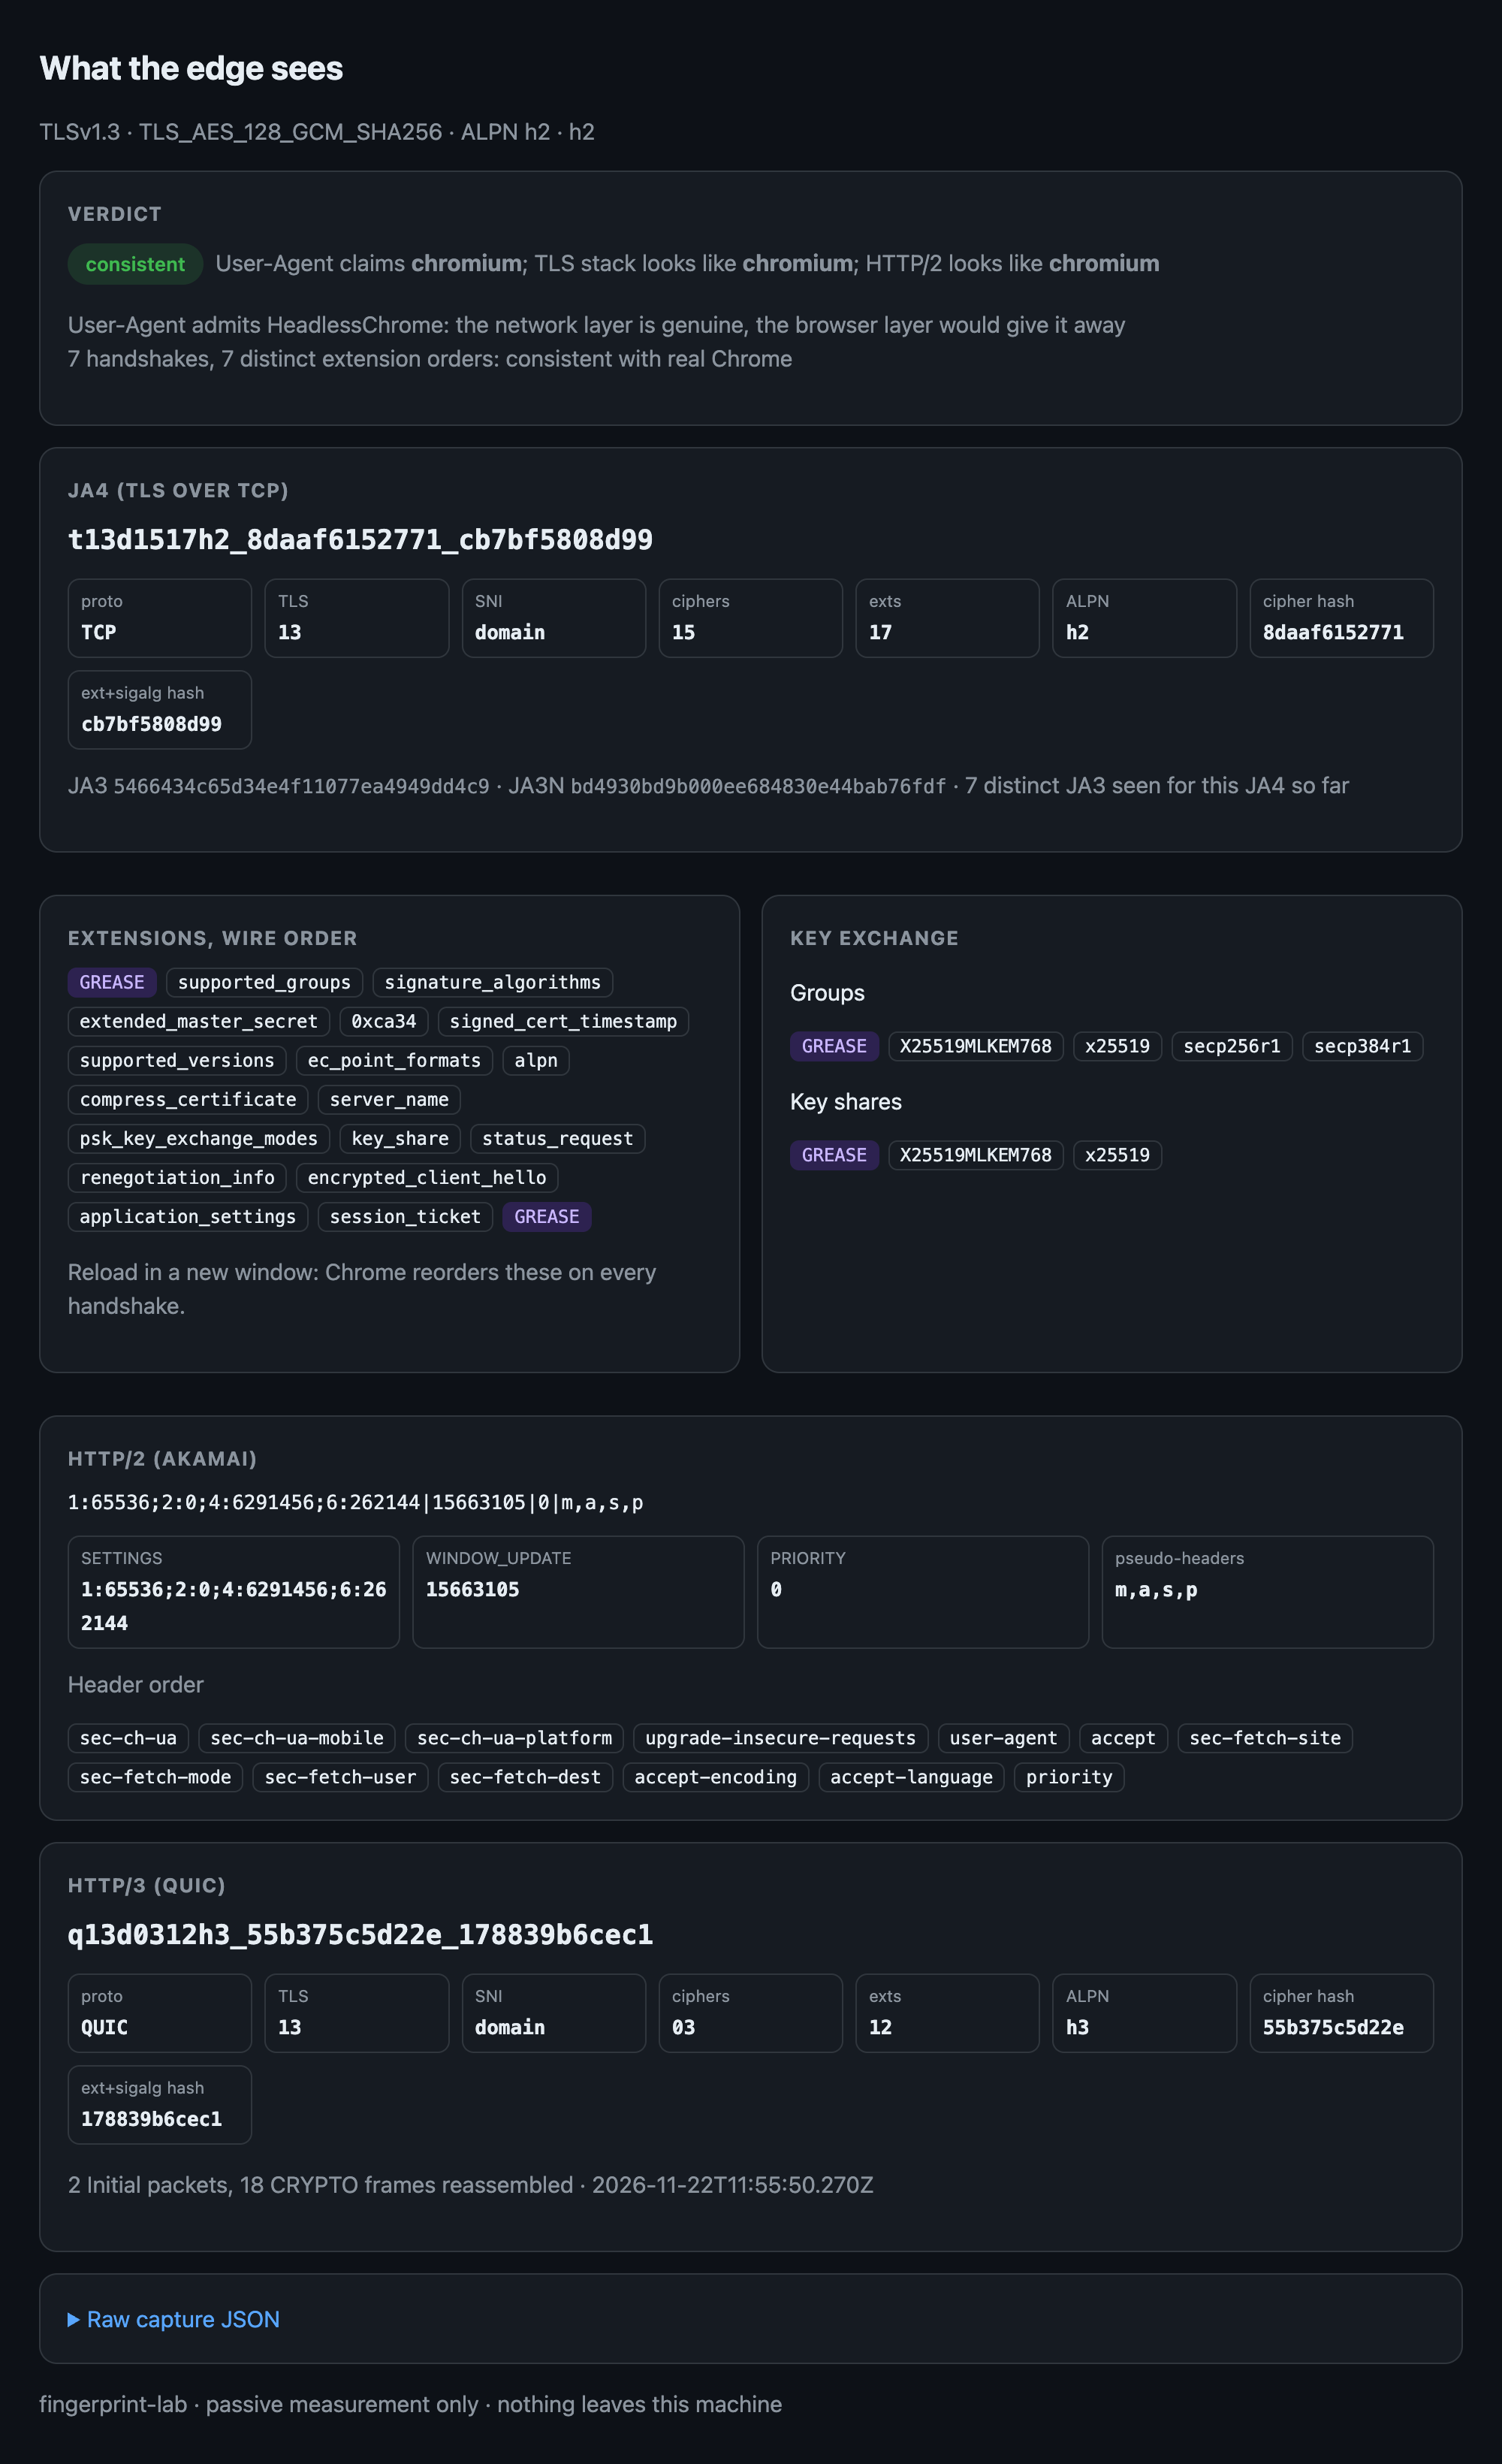 What the edge sees
TLSv1.3 · TLS_AES_128_GCM_SHA256 · ALPN h2 · h2
VERDICT
consistent User-Agent claims chromium; TLS stack looks like chromium; HTTP/2 looks like chromium
User-Agent admits HeadlessChrome: the network layer is genuine, the browser layer would give it away
7 handshakes, 7 distinct extension orders: consistent with real Chrome
JA4 (TLS OVER TCP)
t13d1517h2_8daaf6152771_cb7bf5808d99
proto TLS SNI ciphers exts ALPN cipher hash
TCP 13 domain 15 17 h2 8daaf6152771
ext+sigalg hash
cb7bf5808d99
JA3 5466434c65d34e4f11077ea4949dd4c9 · JA3N bd4930bd9b000ee684830e44bab76fdf · 7 distinct JA3 seen for this JA4 so far
EXTENSIONS, WIRE ORDER
GREASE supported_groups signature_algorithms
extended_master_secret 0xca34 signed_cert_timestamp
supported_versions ec_point_formats alpn
compress_certificate server_name
psk_key_exchange_modes key_share status_request
renegotiation_info encrypted_client_hello
application_settings session_ticket GREASE
Reload in a new window: Chrome reorders these on every
handshake.
KEY EXCHANGE
Groups
GREASE X25519MLKEM768 x25519 secp256r1 secp384r1
Key shares
GREASE X25519MLKEM768 x25519
HTTP/2 (AKAMAI)
1:65536;2:0;4:6291456;6:262144|15663105|0|m,a,s,p
SETTINGS WINDOW_UPDATE PRIORITY pseudo-headers
1:65536;2:0;4:6291456;6:26 15663105 0 m,a,s,p
2144
Header order
sec-ch-ua sec-ch-ua-mobile sec-ch-ua-platform upgrade-insecure-requests user-agent accept sec-fetch-site
sec-fetch-mode sec-fetch-user sec-fetch-dest accept-encoding accept-language priority
HTTP/3 (QUIC)
q13d0312h3_55b375c5d22e_178839b6cec1
proto TLS SNI ciphers exts ALPN cipher hash
QUIC 13 domain 03 12 h3 55b375c5d22e
ext+sigalg hash
178839b6cec1
2 Initial packets, 18 CRYPTO frames reassembled · 2026-11-22T11:55:50.270Z
▶ Raw capture JSON
fingerprint-lab · passive measurement only · nothing leaves this machine